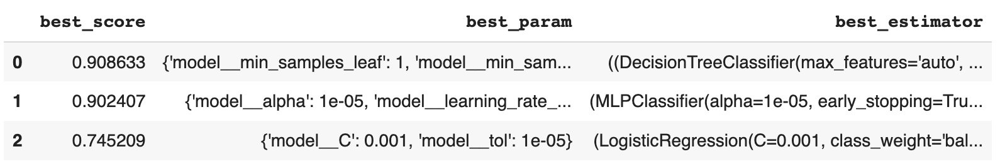 best_score best_param best_estimator
0 0.908633 {'model__min_samples_leaf': 1, 'model__min_sam... ((DecisionTreeClassifier(max_features='auto', ...
1 0.902407 {'model__alpha': 1e-05, 'model__learning_rate_... (MLPClassifier(alpha=1e-05, early_stopping=Tru...
2 0.745209 {'model__C': 0.001, 'model__tol': 1e-05} (LogisticRegression(C=0.001, class_weight='bal...